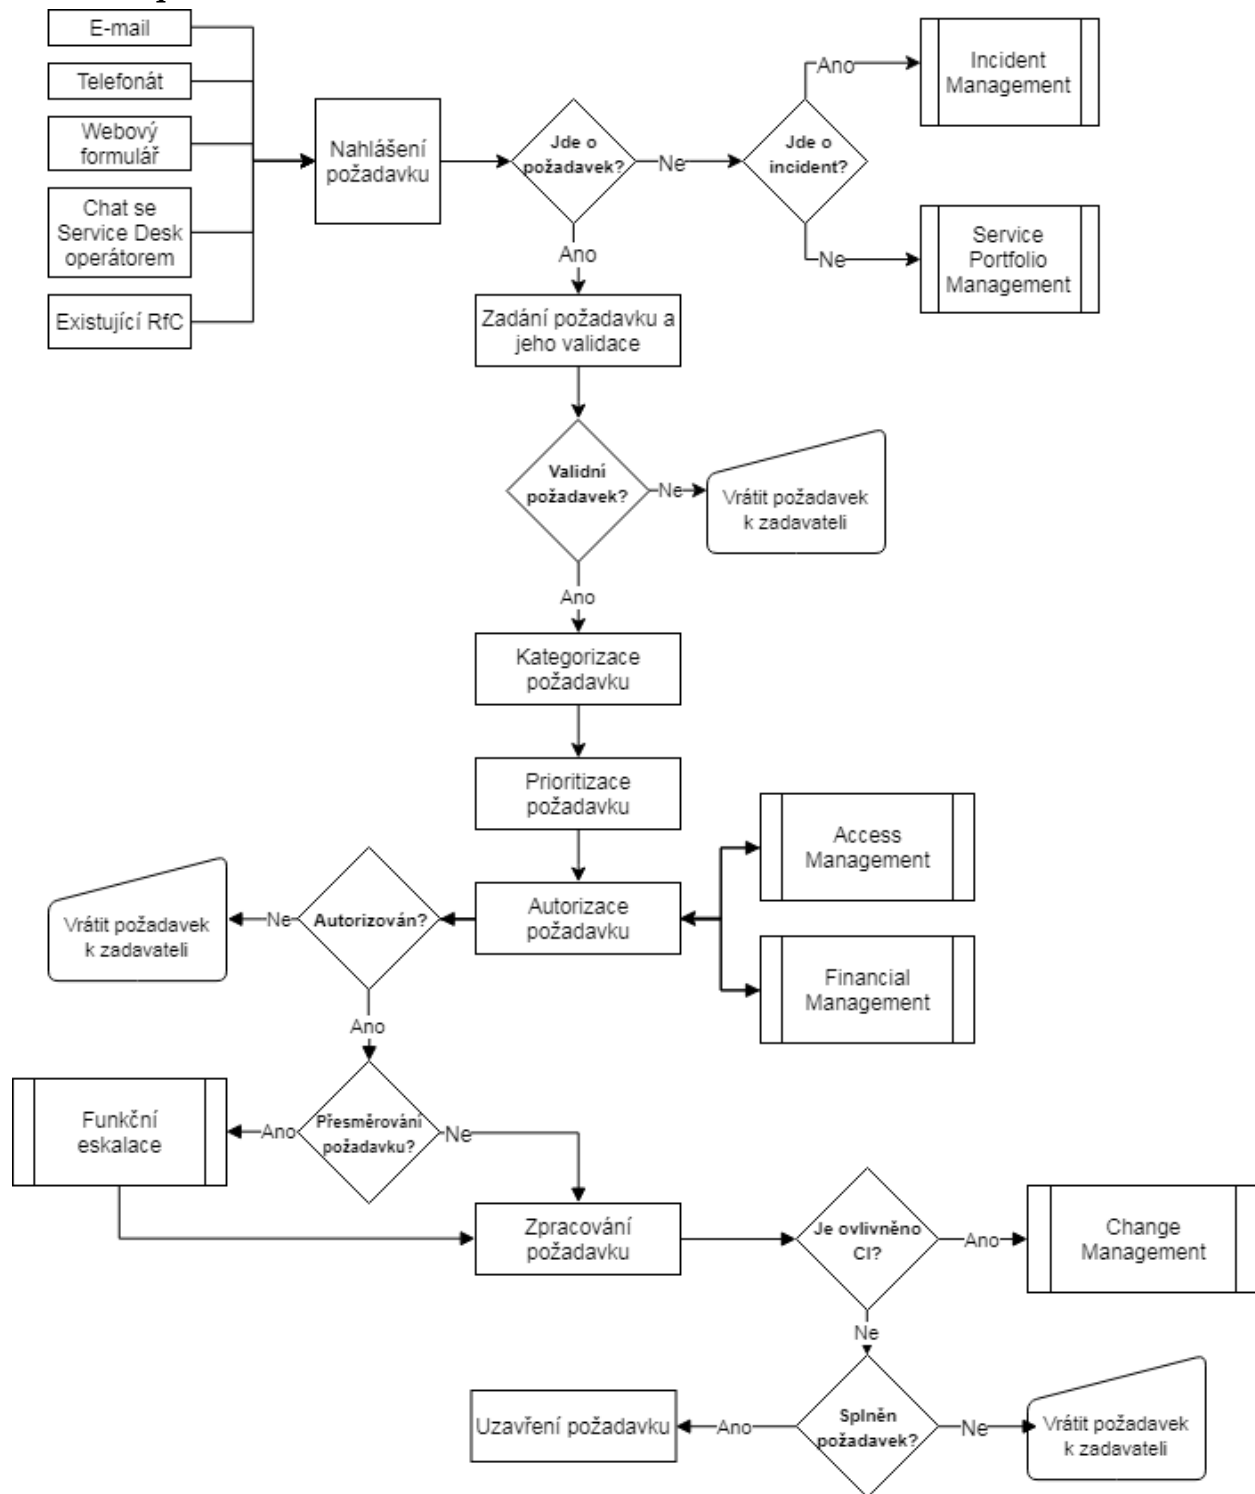 E-mail
Telefonát
Webový
formulář
Chat se
Service Desk
operátorem
Existující RfC
Nahlášení
požadavku
Jde o
požadavek?
Ne
Jde o
incident?
Ano
Incident
Management
Ne
Service
Portfolio
Management
Ano
Zadání požadavku a
jeho validace
Validní
požadavek?
Ne
Vrátit požadavek
k zadavateli
Ano
Kategorizace
požadavku
Prioritizace
požadavku
Autorizace
požadavku
Access
Management
Financial
Management
Autorizován?
Ne
Vrátit požadavek
k zadavateli
Ano
Přesměrování
požadavku?
Ano
Funkční
eskalace
Ne
Zpracování
požadavku
Je ovlivněno
CI?
Ano
Change
Management
Ne
Splněn
požadavek?
Ano
Uzavření požadavku
Ne
Vrátit požadavek
k zadavateli